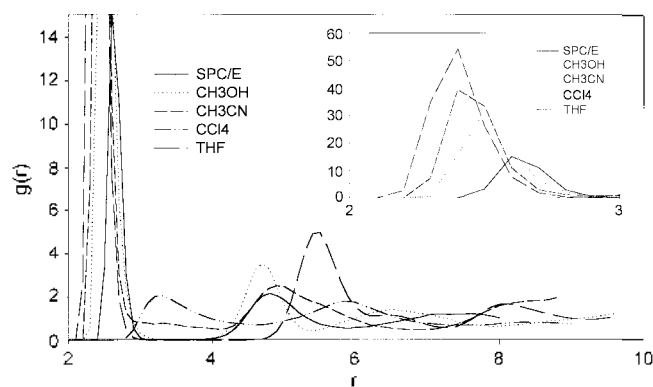 14
12
10
8
6
4
2
0
g(r)
2
4
6
8
10
r
SPC/E
CH3OH
CH3CN
CCl4
THF
60
50
40
30
20
10
0
2
3
SPC/E
CH3OH
CH3CN
CCl4
THF